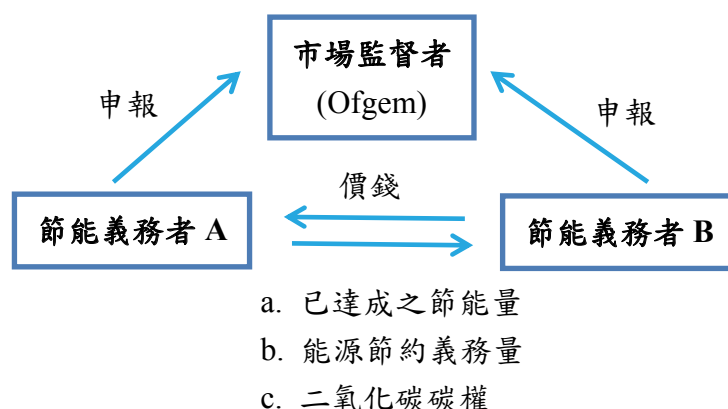 市場監督者
(Ofgem)
申報
申報
價錢
節能義務者 A
節能義務者 B
a. 已達成之節能量
b. 能源節約義務量
c. 二氧化碳碳權